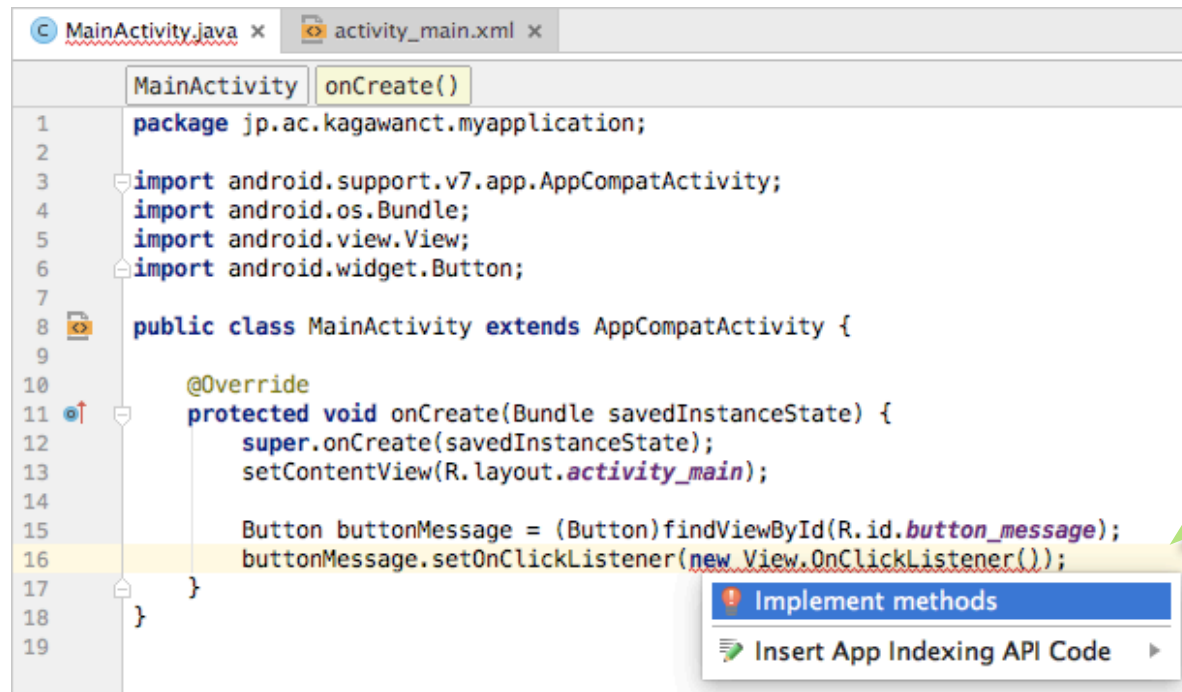 MainActivity.java × activity_main.xml ×
MainActivity onCreate()
1 package jp.ac.kagawanct.myapplication;
2
3 import android.support.v7.app.AppCompatActivity;
4 import android.os.Bundle;
5 import android.view.View;
6 import android.widget.Button;
7
8 public class MainActivity extends AppCompatActivity {
9
10 @Override
11 protected void onCreate(Bundle savedInstanceState) {
12 super.onCreate(savedInstanceState);
13 setContentView(R.layout.activity_main);
14
15 Button buttonMessage = (Button)findViewById(R.id.button_message);
16 buttonMessage.setOnClickListener(new View.OnClickListener());
17 }
18 }
19
Implement methods
Insert App Indexing API Code